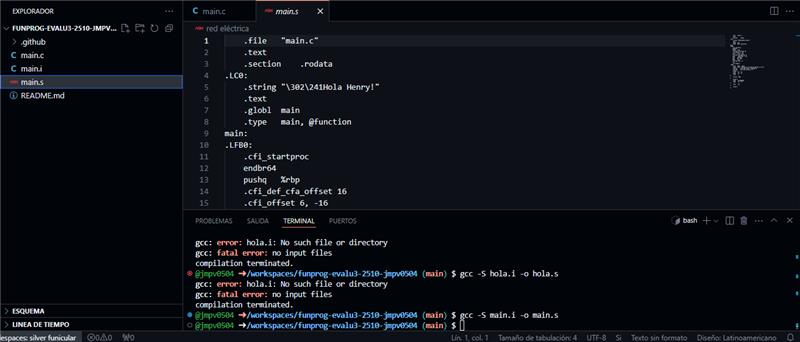 EXPLORADOR
FUNPROG-EVALU3-2510-JMPV...
.github
main.c
main.i
main.s
README.md
ESQUEMA
LINEA DE TIEMPO
main.c
main.s
red eléctrica
1 .file "main.c"
2 .text
3 .section .rodata
4 .LC0:
5 .string "\302\241Hola Henry!"
6 .text
7 .globl main
8 .type main, @function
9 main:
10 .LFB0:
11 .cfi_startproc
12 endbr64
13 pushq %rbp
14 .cfi_def_cfa_offset 16
15 .cfi_offset 6, -16
PROBLEMAS SALIDA TERMINAL PUERTOS
bash
gcc: error: hola.i: No such file or directory
gcc: fatal error: no input files
compilation terminated.
@jmpv0504 ➜/workspaces/funprog-evalu3-2510-jmpv0504 (main) $ gcc -S hola.i -o hola.s
gcc: error: hola.i: No such file or directory
gcc: fatal error: no input files
compilation terminated.
@jmpv0504 ➜/workspaces/funprog-evalu3-2510-jmpv0504 (main) $ gcc -S main.i -o main.s
@jmpv0504 ➜/workspaces/funprog-evalu3-2510-jmpv0504 (main) $
espaces: silver funicular 0 0 0 Lín. 1, col. 1 Tamaño de tabulación: 4 UTF-8 Si Texto sin formato Diseño: Latinoamericano